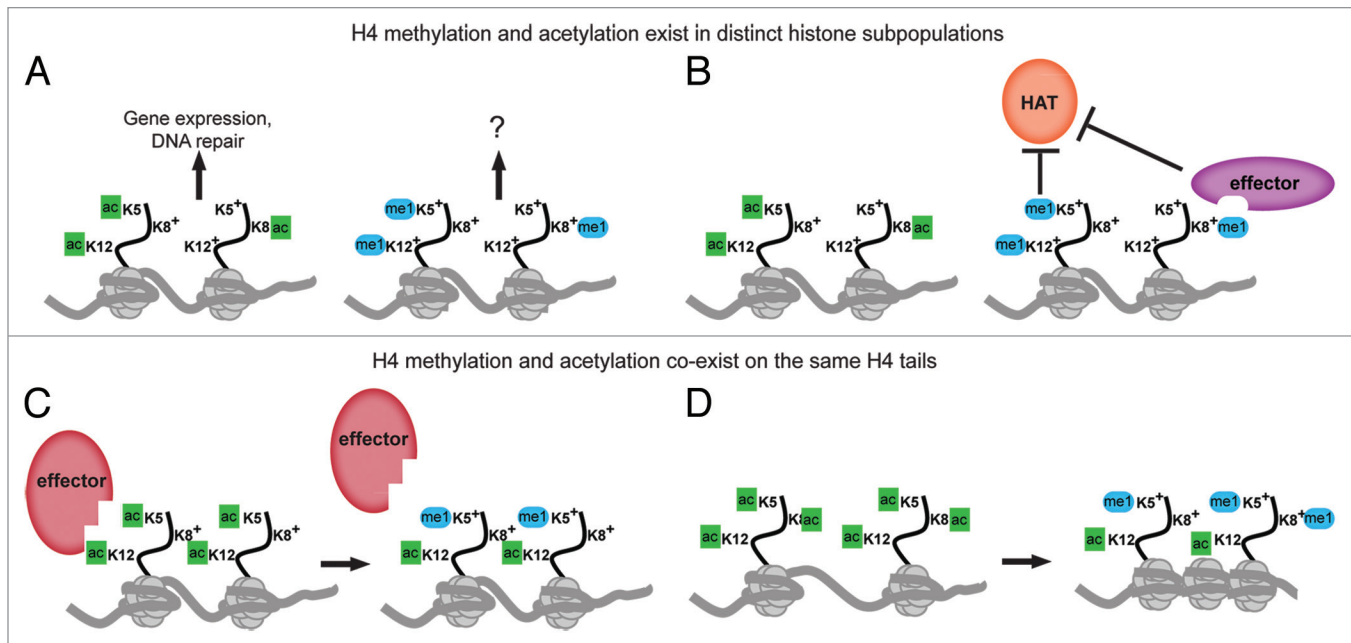 H4 methylation and acetylation exist in distinct histone subpopulations
A
Gene expression,
DNA repair
ac K5
K8+
ac K12
K5+
K8 ac
K12+
?
me1 K5+
K8+
me1 K12+
K5+
K8+ me1
K12+
B
HAT
effector
ac K5
K8+
ac K12
K5+
K8 ac
K12+
me1 K5+
K8+
me1 K12+
K5+
K8+ me1
K12+
H4 methylation and acetylation co-exist on the same H4 tails
C
effector
ac K5
K8+
ac K12
ac K5
K8+
ac K12
effector
me1 K5+
K8+
ac K12
me1 K5+
K8+
ac K12
D
ac K5
K8 ac
ac K12
ac K5
K8 ac
ac K12
me1 K5+
K8+
ac K12
me1 K5+
K8+ me1
ac K12